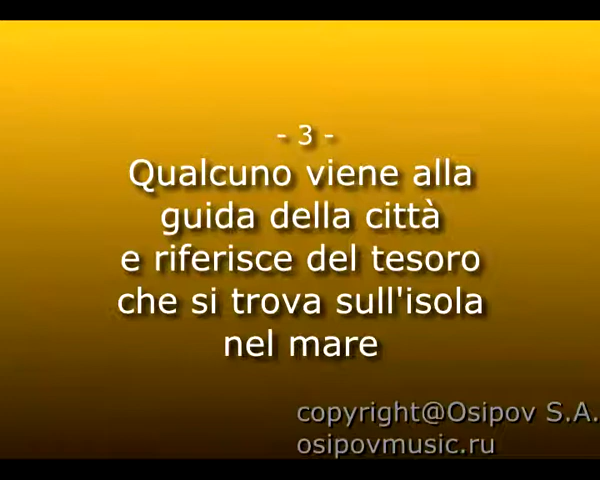 - 3 -
Qualcuno viene alla
guida della città
e riferisce del tesoro
che si trova sull'isola
nel mare
copyright@Osipov S.A.
osipovmusic.ru